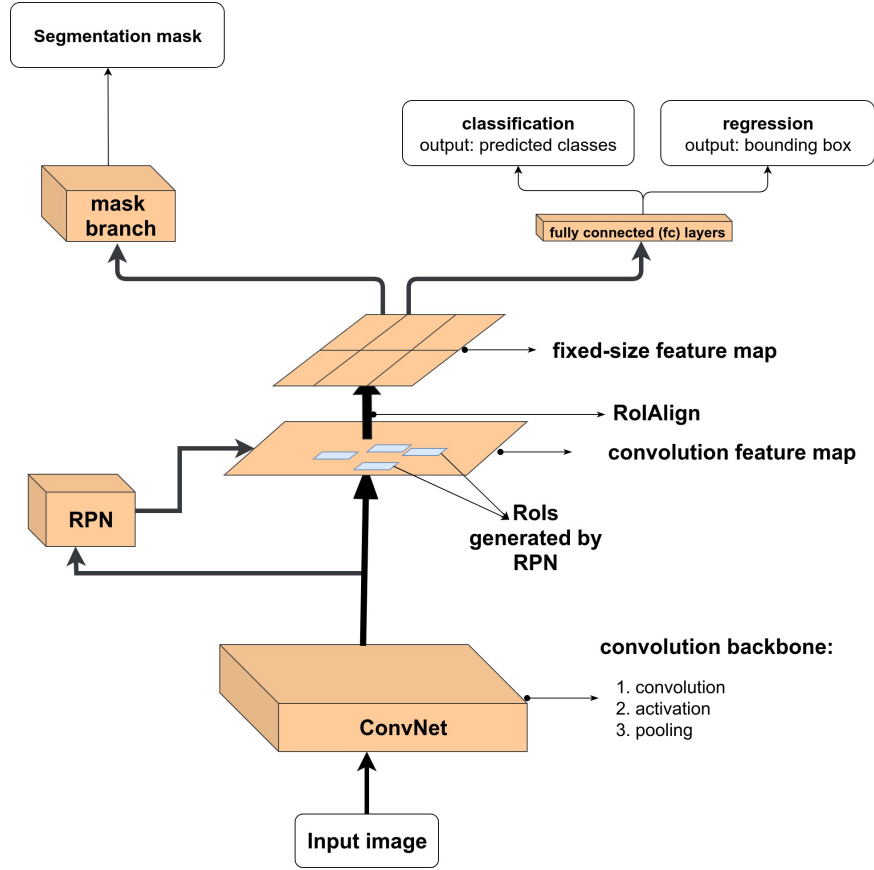 Segmentation mask
classification
output: predicted classes
regression
output: bounding box
mask
branch
fully connected (fc) layers
fixed-size feature map
RoIAlign
convolution feature map
RPN
RoIs
generated by
RPN
convolution backbone:
1. convolution
2. activation
3. pooling
ConvNet
Input image